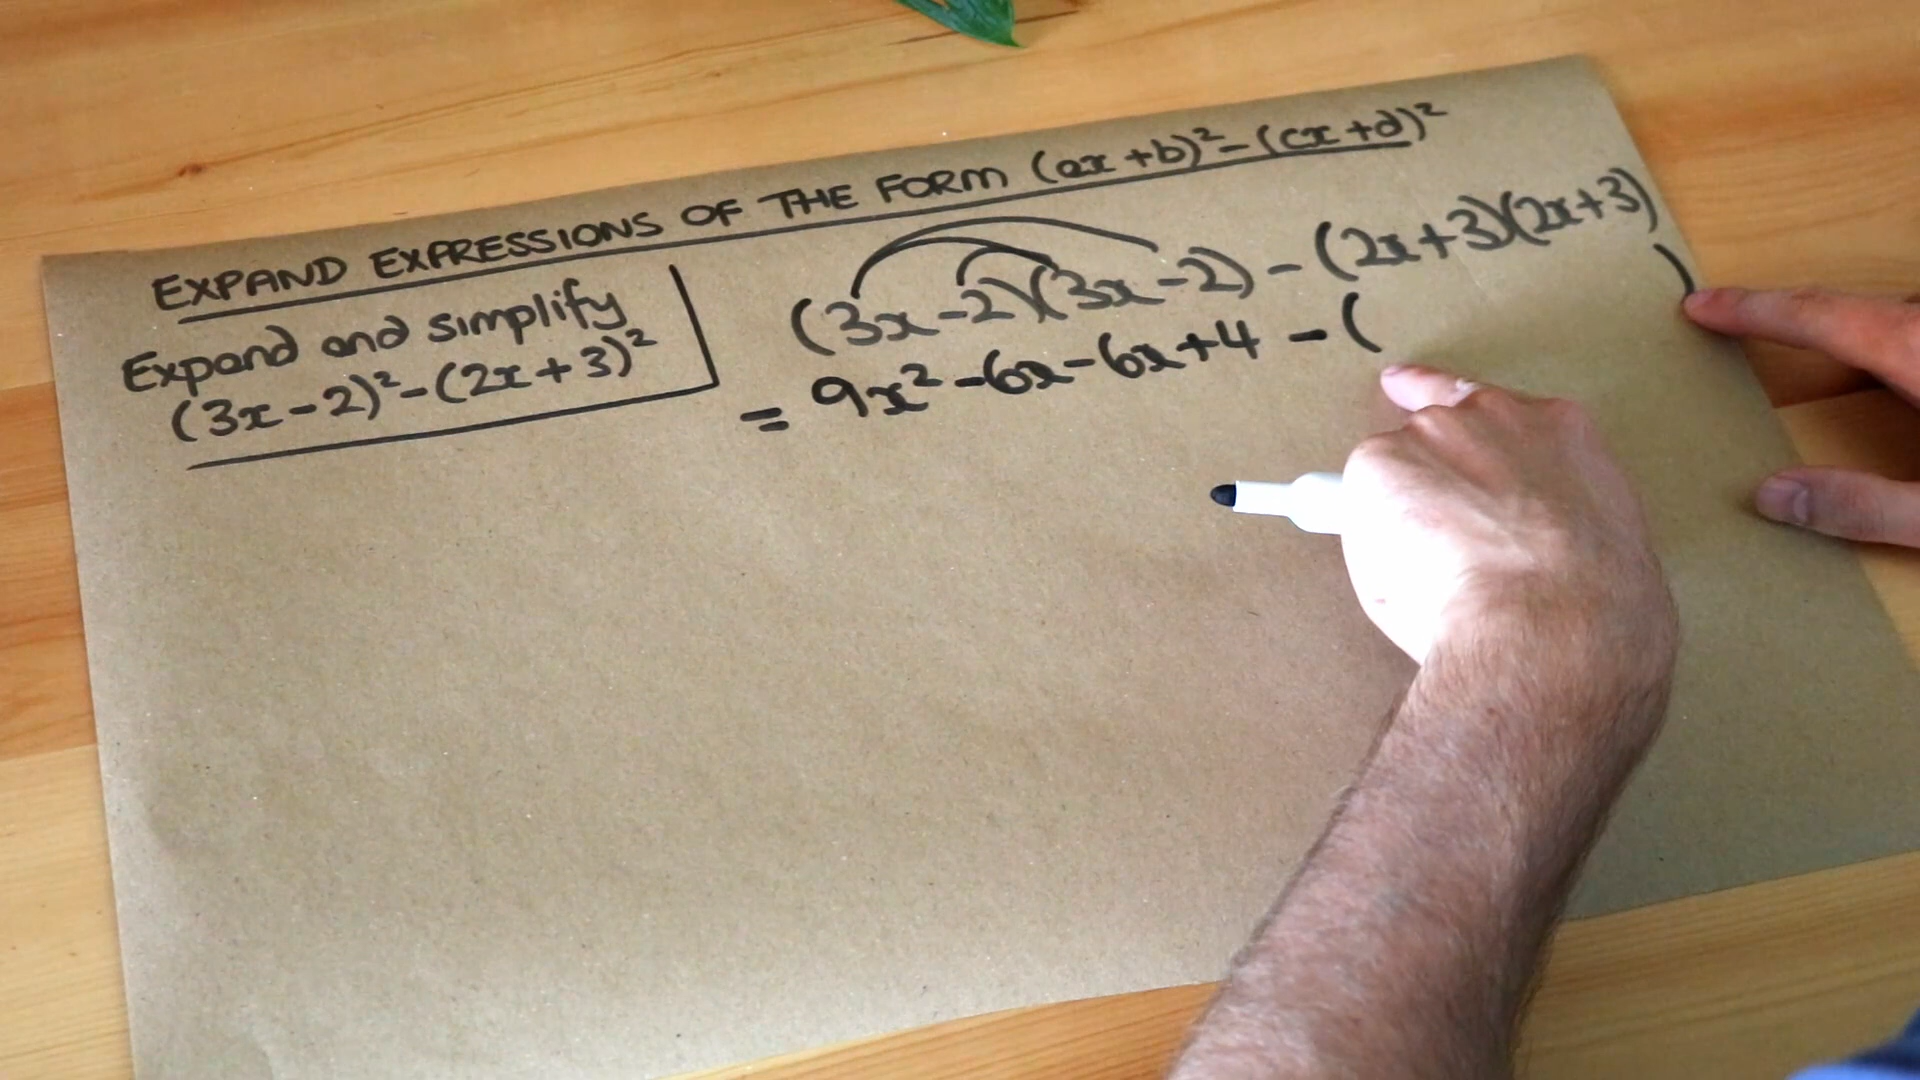 EXPAND EXPRESSIONS OF THE FORM (ax+b)²-(cx+d)²
Expand and simplify
(3x-2)²-(2x+3)²
(3x-2)(3x-2)-(2x+3)(2x+3)
= 9x²-6x-6x+4-( )